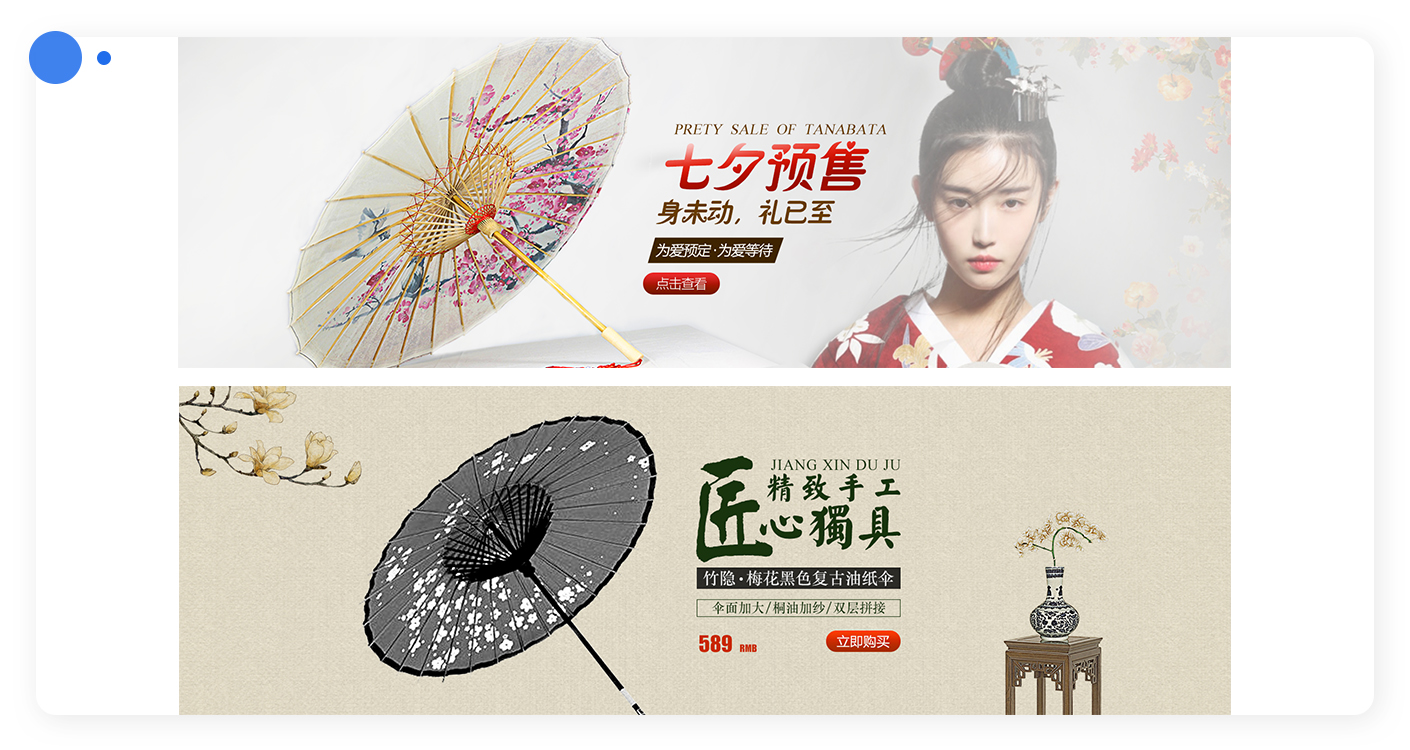 PRETY SALE OF TANABATA
七夕预售
身未动，礼已至
为爱预定·为爱等待
点击查看
JIANG XIN DU JU
精致手工
匠心獨具
竹隐·梅花黑色复古油纸伞
伞面加大/桐油加纱/双层拼接
589 RMB
立即购买